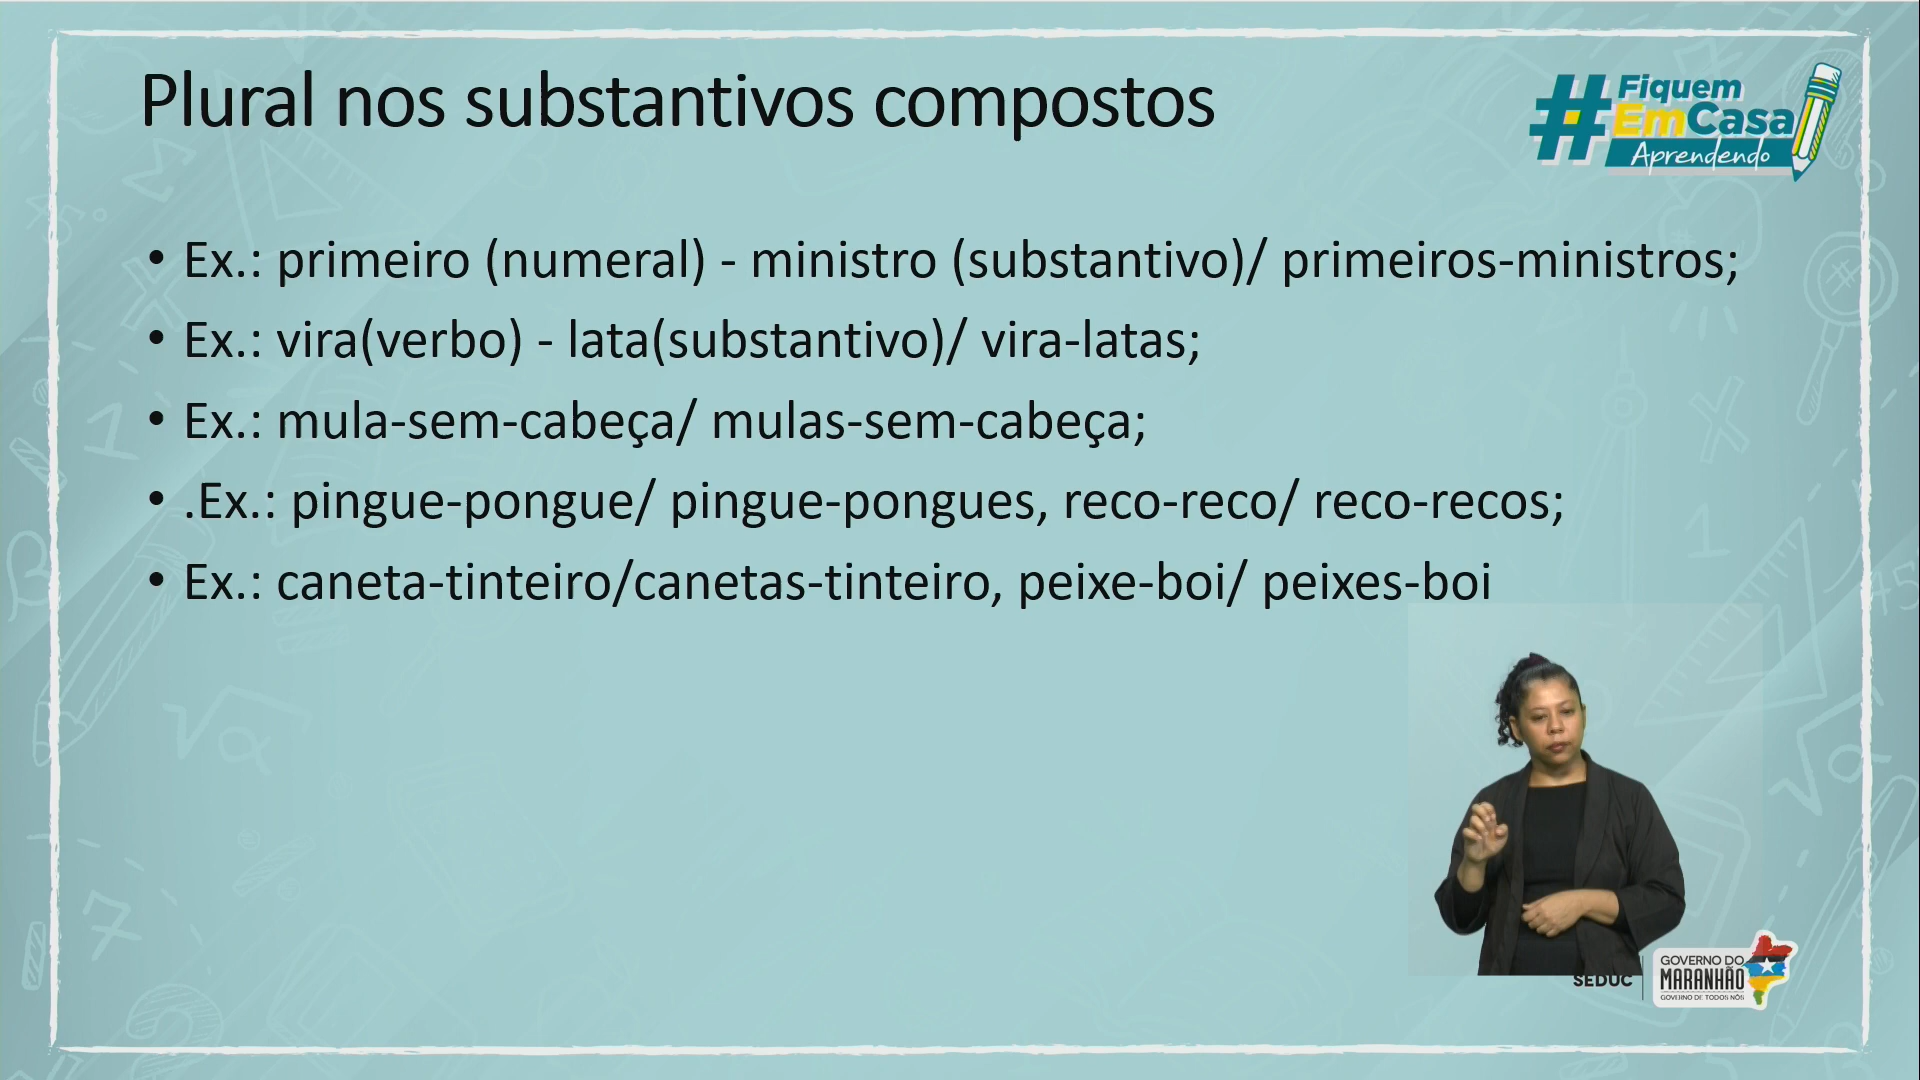 Plural nos substantivos compostos
#Fiquem
EmCasa
Aprendendo
• Ex.: primeiro (numeral) - ministro (substantivo)/ primeiros-ministros;
• Ex.: vira(verbo) - lata(substantivo)/ vira-latas;
• Ex.: mula-sem-cabeça/ mulas-sem-cabeça;
• .Ex.: pingue-pongue/ pingue-pongues, reco-reco/ reco-recos;
• Ex.: caneta-tinteiro/canetas-tinteiro, peixe-boi/ peixes-boi
SEDUC
GOVERNO DO
MARANHÃO
GOVERNO DE TODOS NÓS